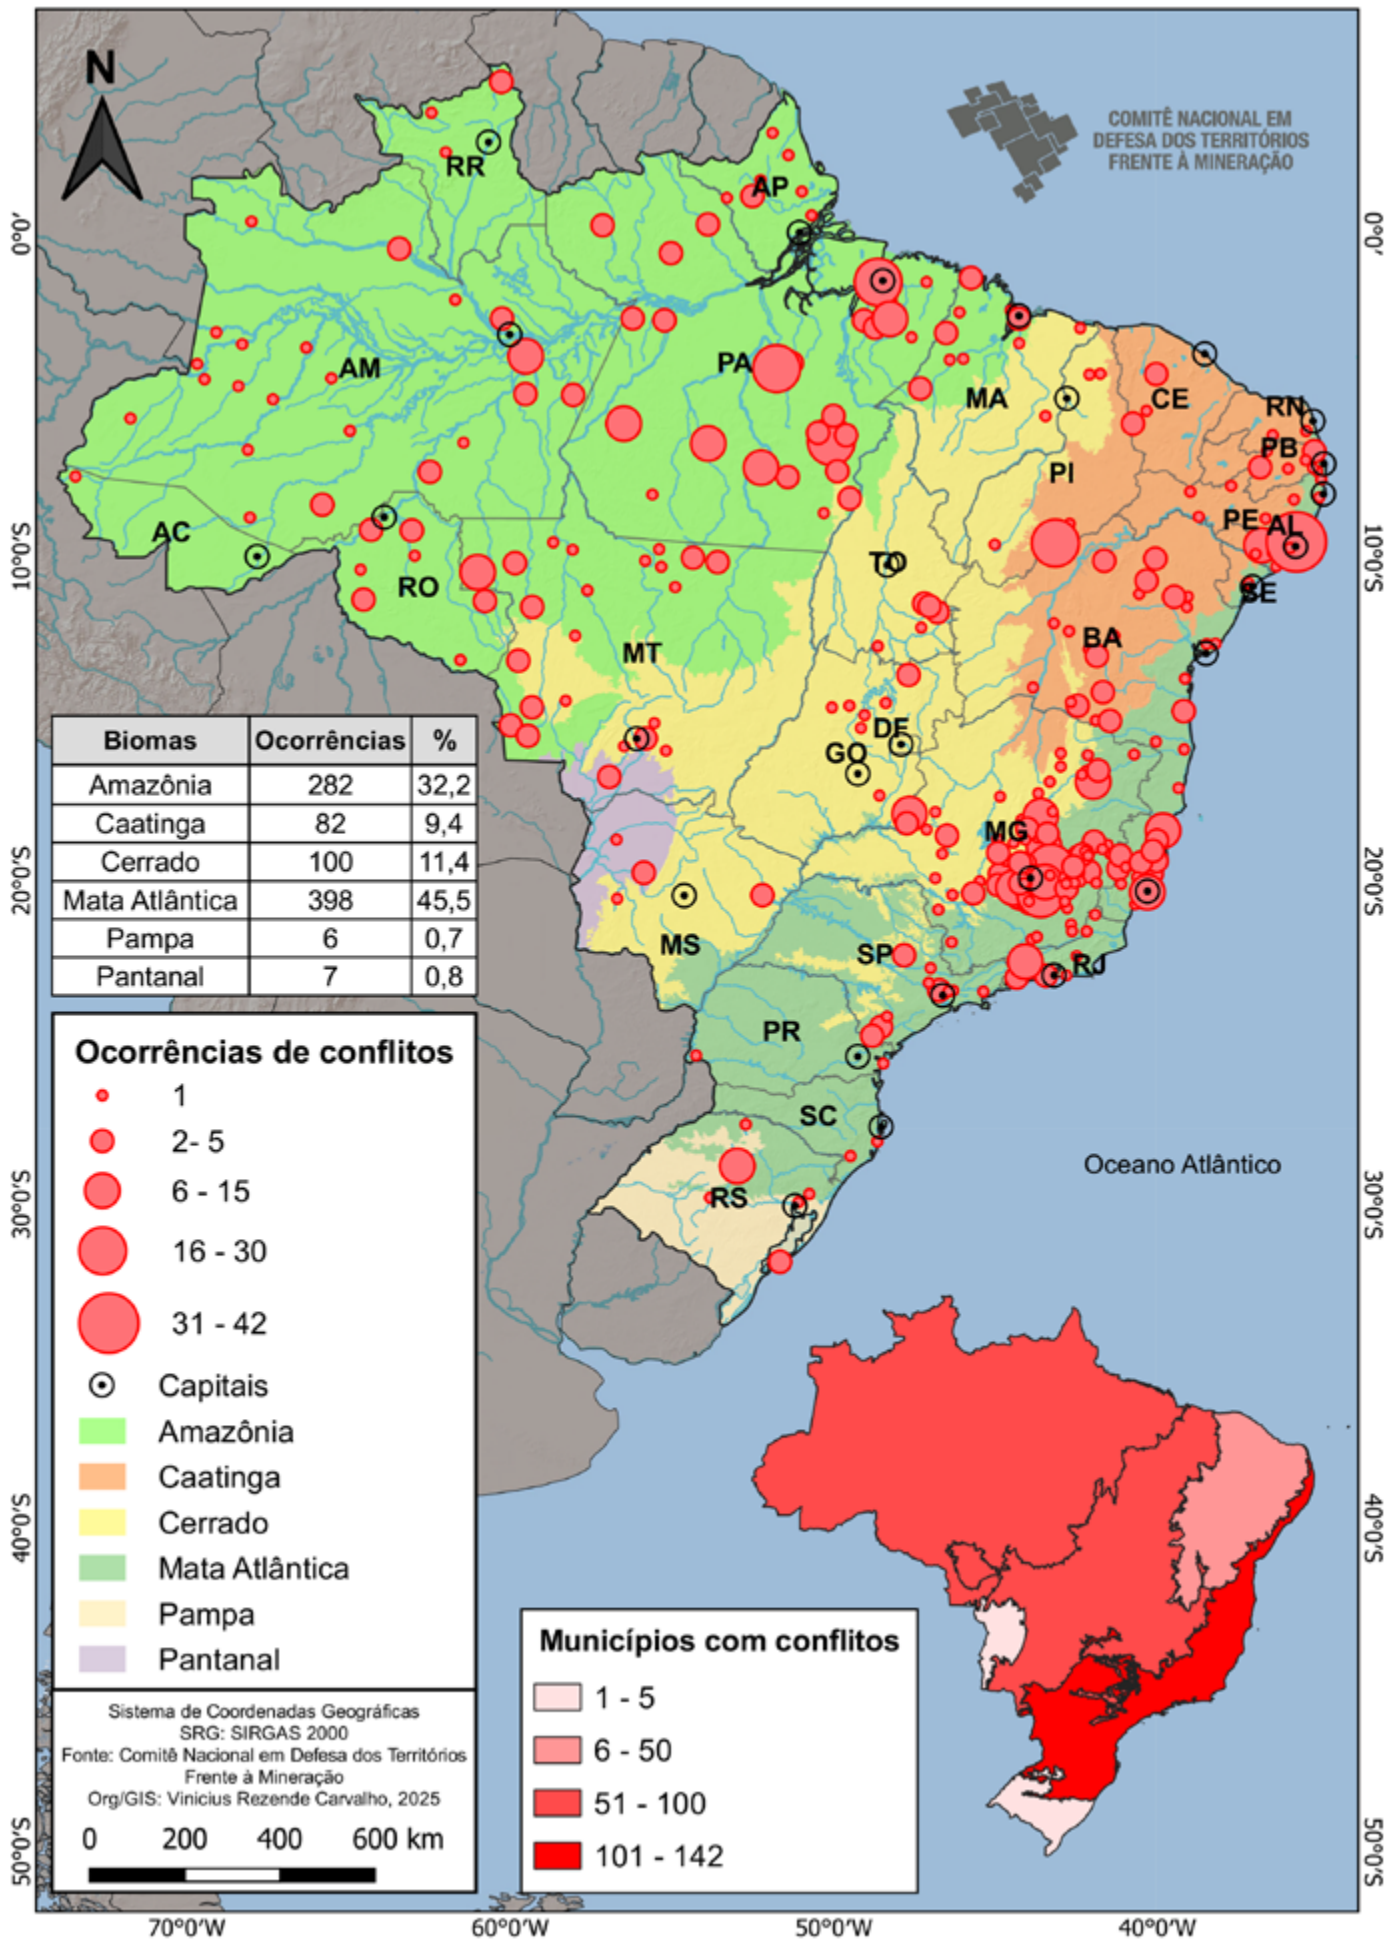 N
COMITÊ NACIONAL EM
DEFESA DOS TERRITÓRIOS
FRENTE À MINERAÇÃO
RR
AP
0°0'
0°0'
AM
PA
MA
CE
RN
PB
PI
PE
AL
AC
RO
TO
SE
10°0'S
10°0'S
MT
BA
DF
GO
MG
Biomas Ocorrências %
Amazônia 282 32,2
Caatinga 82 9,4
Cerrado 100 11,4
Mata Atlântica 398 45,5
Pampa 6 0,7
Pantanal 7 0,8
20°0'S
20°0'S
MS
SP
RJ
PR
SC
RS
Oceano Atlântico
30°0'S
30°0'S
Ocorrências de conflitos
1
2- 5
6 - 15
16 - 30
31 - 42
Capitais
Amazônia
Caatinga
Cerrado
Mata Atlântica
Pampa
Pantanal
40°0'S
40°0'S
Sistema de Coordenadas Geográficas
SRG: SIRGAS 2000
Fonte: Comitê Nacional em Defesa dos Territórios
Frente à Mineração
Org/GIS: Vinicius Rezende Carvalho, 2025
0 200 400 600 km
Municípios com conflitos
1 - 5
6 - 50
51 - 100
101 - 142
50°0'S
50°0'S
70°0'W 60°0'W 50°0'W 40°0'W